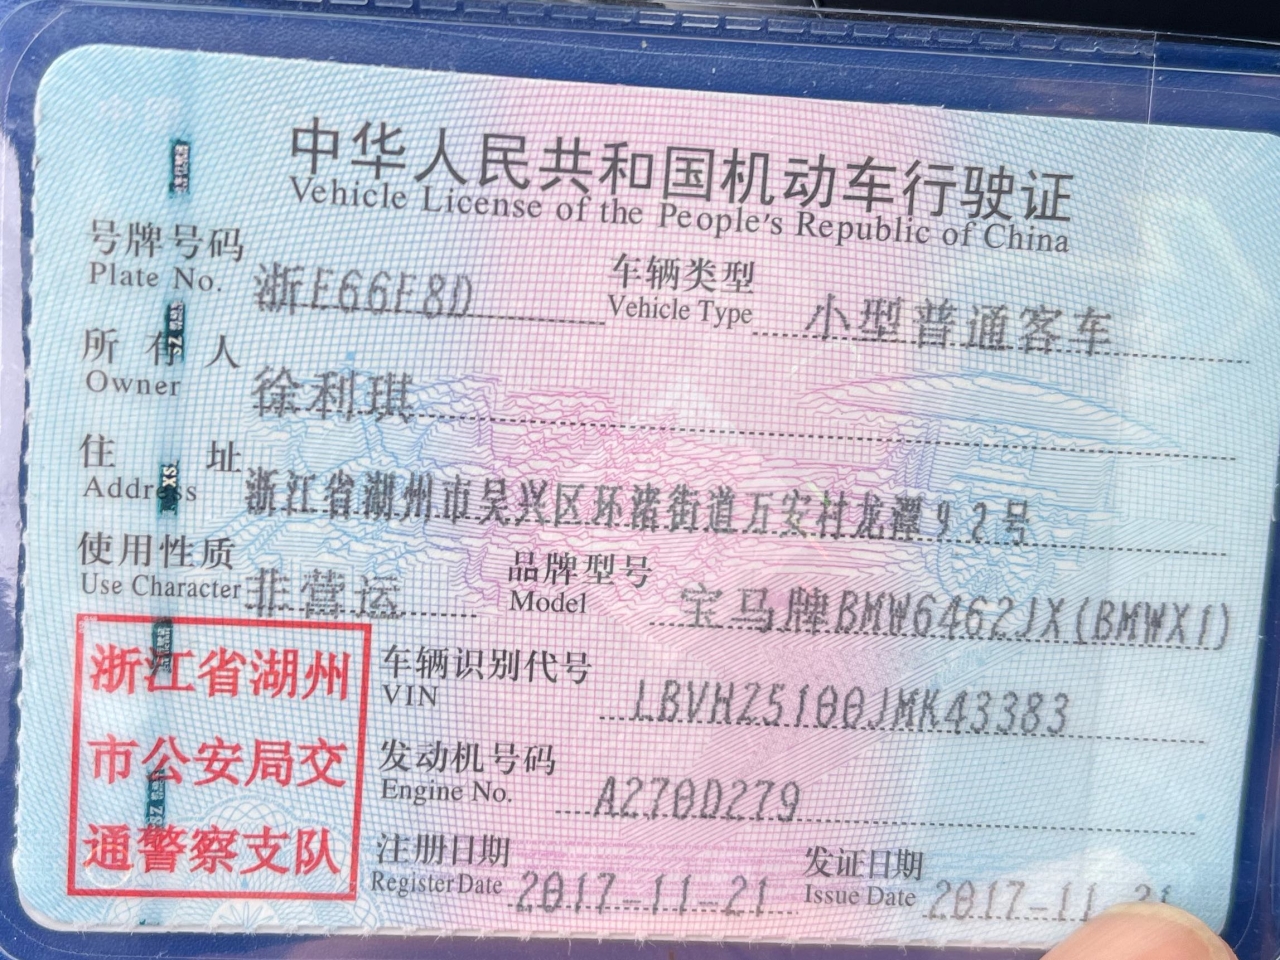 中华人民共和国机动车行驶证
Vehicle License of the People's Republic of China
号牌号码 浙E66F8D 车辆类型 小型普通客车
Plate No. Vehicle Type
所有人 徐利琪
Owner
住址 浙江省湖州市吴兴区环渚街道万安村龙潭92号
Address
使用性质 非营运 品牌型号 宝马牌BMW6462JX(BMWX1)
Use Character Model
浙江省湖州
市公安局交
通警察支队
车辆识别代号 LBVHZ5100JMK43383
VIN
发动机号码 A270D279
Engine No.
注册日期 2017-11-21 发证日期 2017-11-21
Register Date Issue Date